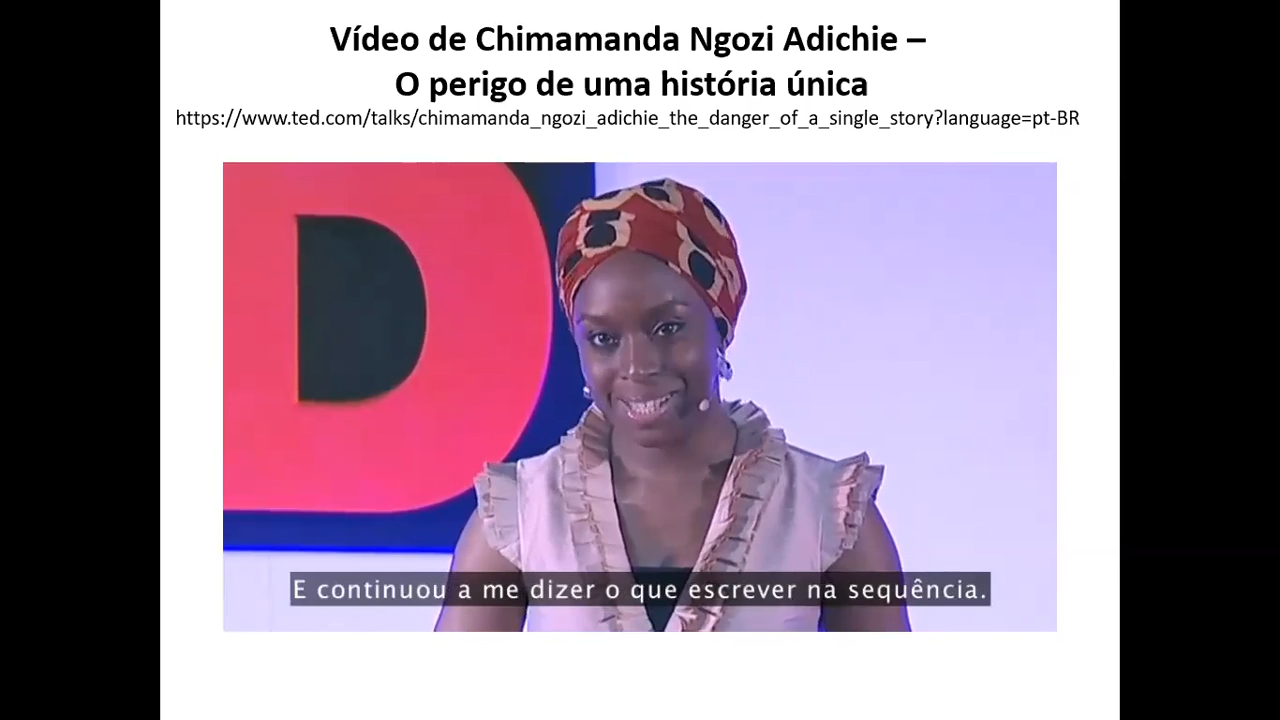 Vídeo de Chimamanda Ngozi Adichie –
O perigo de uma história única
https://www.ted.com/talks/chimamanda_ngozi_adichie_the_danger_of_a_single_story?language=pt-BR
D
E continuou a me dizer o que escrever na sequência.